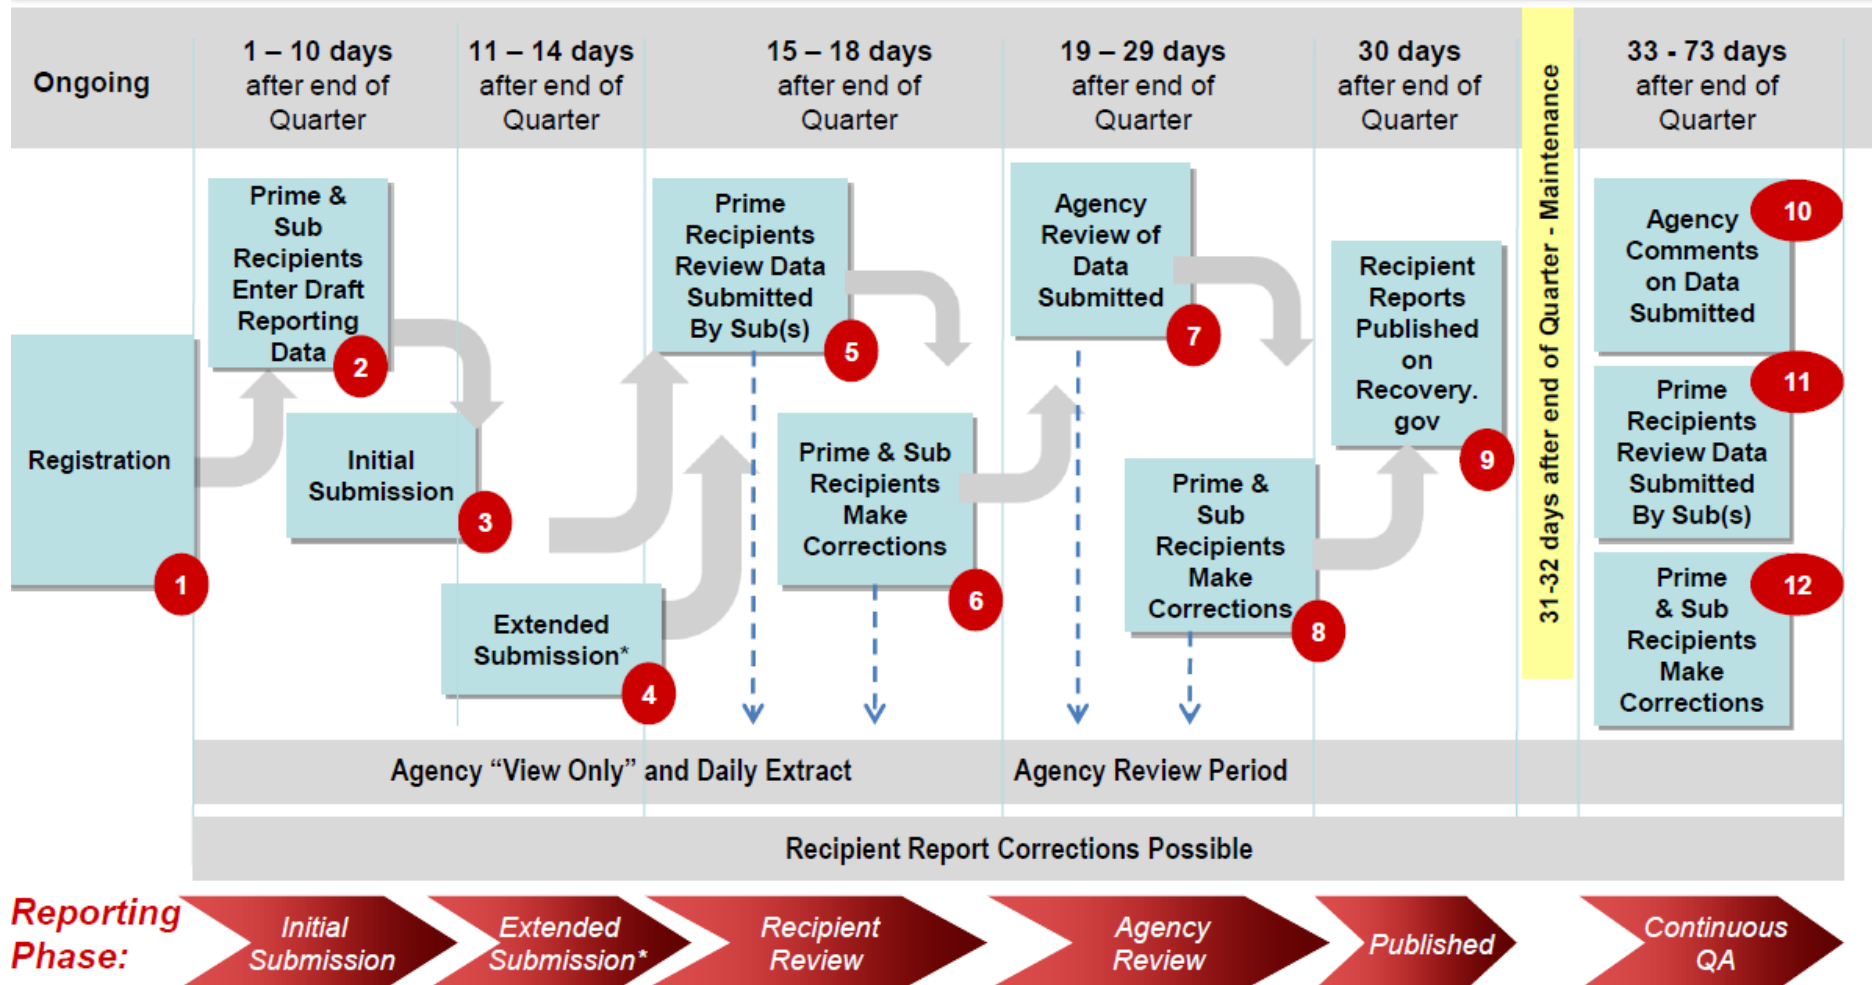 Ongoing
1 – 10 days
after end of
Quarter
11 – 14 days
after end of
Quarter
15 – 18 days
after end of
Quarter
19 – 29 days
after end of
Quarter
30 days
after end of
Quarter
31-32 days after end of Quarter - Maintenance
33 - 73 days
after end of
Quarter
Registration
1
Prime &
Sub
Recipients
Enter Draft
Reporting
Data
2
Initial
Submission
3
Extended
Submission*
4
Prime
Recipients
Review Data
Submitted
By Sub(s)
5
Prime & Sub
Recipients
Make
Corrections
6
Agency
Review of
Data
Submitted
7
Prime &
Sub
Recipients
Make
Corrections
8
Recipient
Reports
Published
on
Recovery.
gov
9
Agency
Comments
on Data
Submitted
10
Prime
Recipients
Review Data
Submitted
By Sub(s)
11
Prime
& Sub
Recipients
Make
Corrections
12
Agency “View Only” and Daily Extract
Agency Review Period
Recipient Report Corrections Possible
Reporting
Phase:
Initial
Submission
Extended
Submission*
Recipient
Review
Agency
Review
Published
Continuous
QA